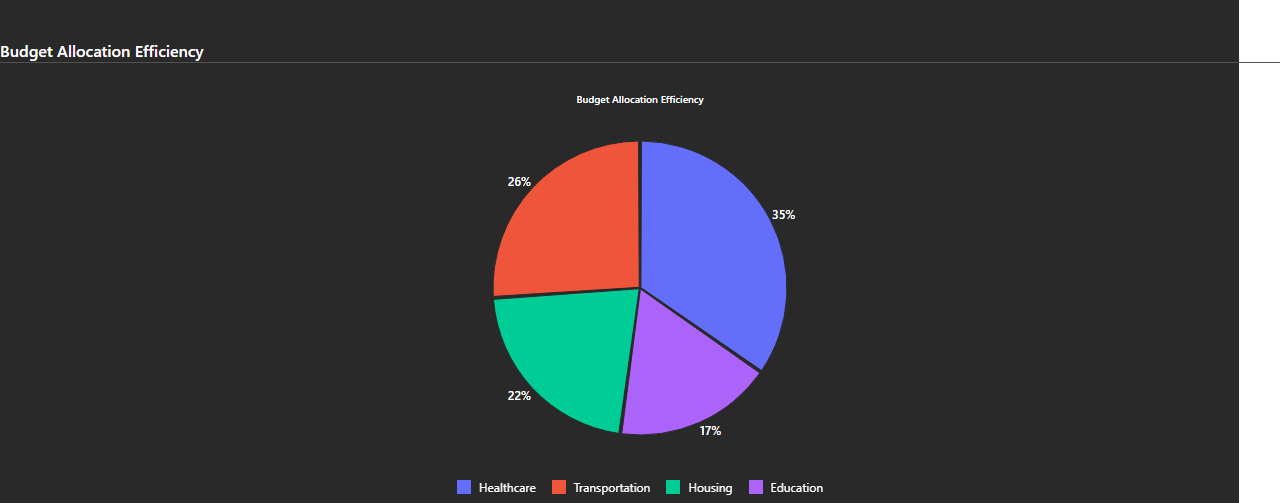 Budget Allocation Efficiency
Budget Allocation Efficiency
26%
35%
22%
17%
Healthcare Transportation Housing Education